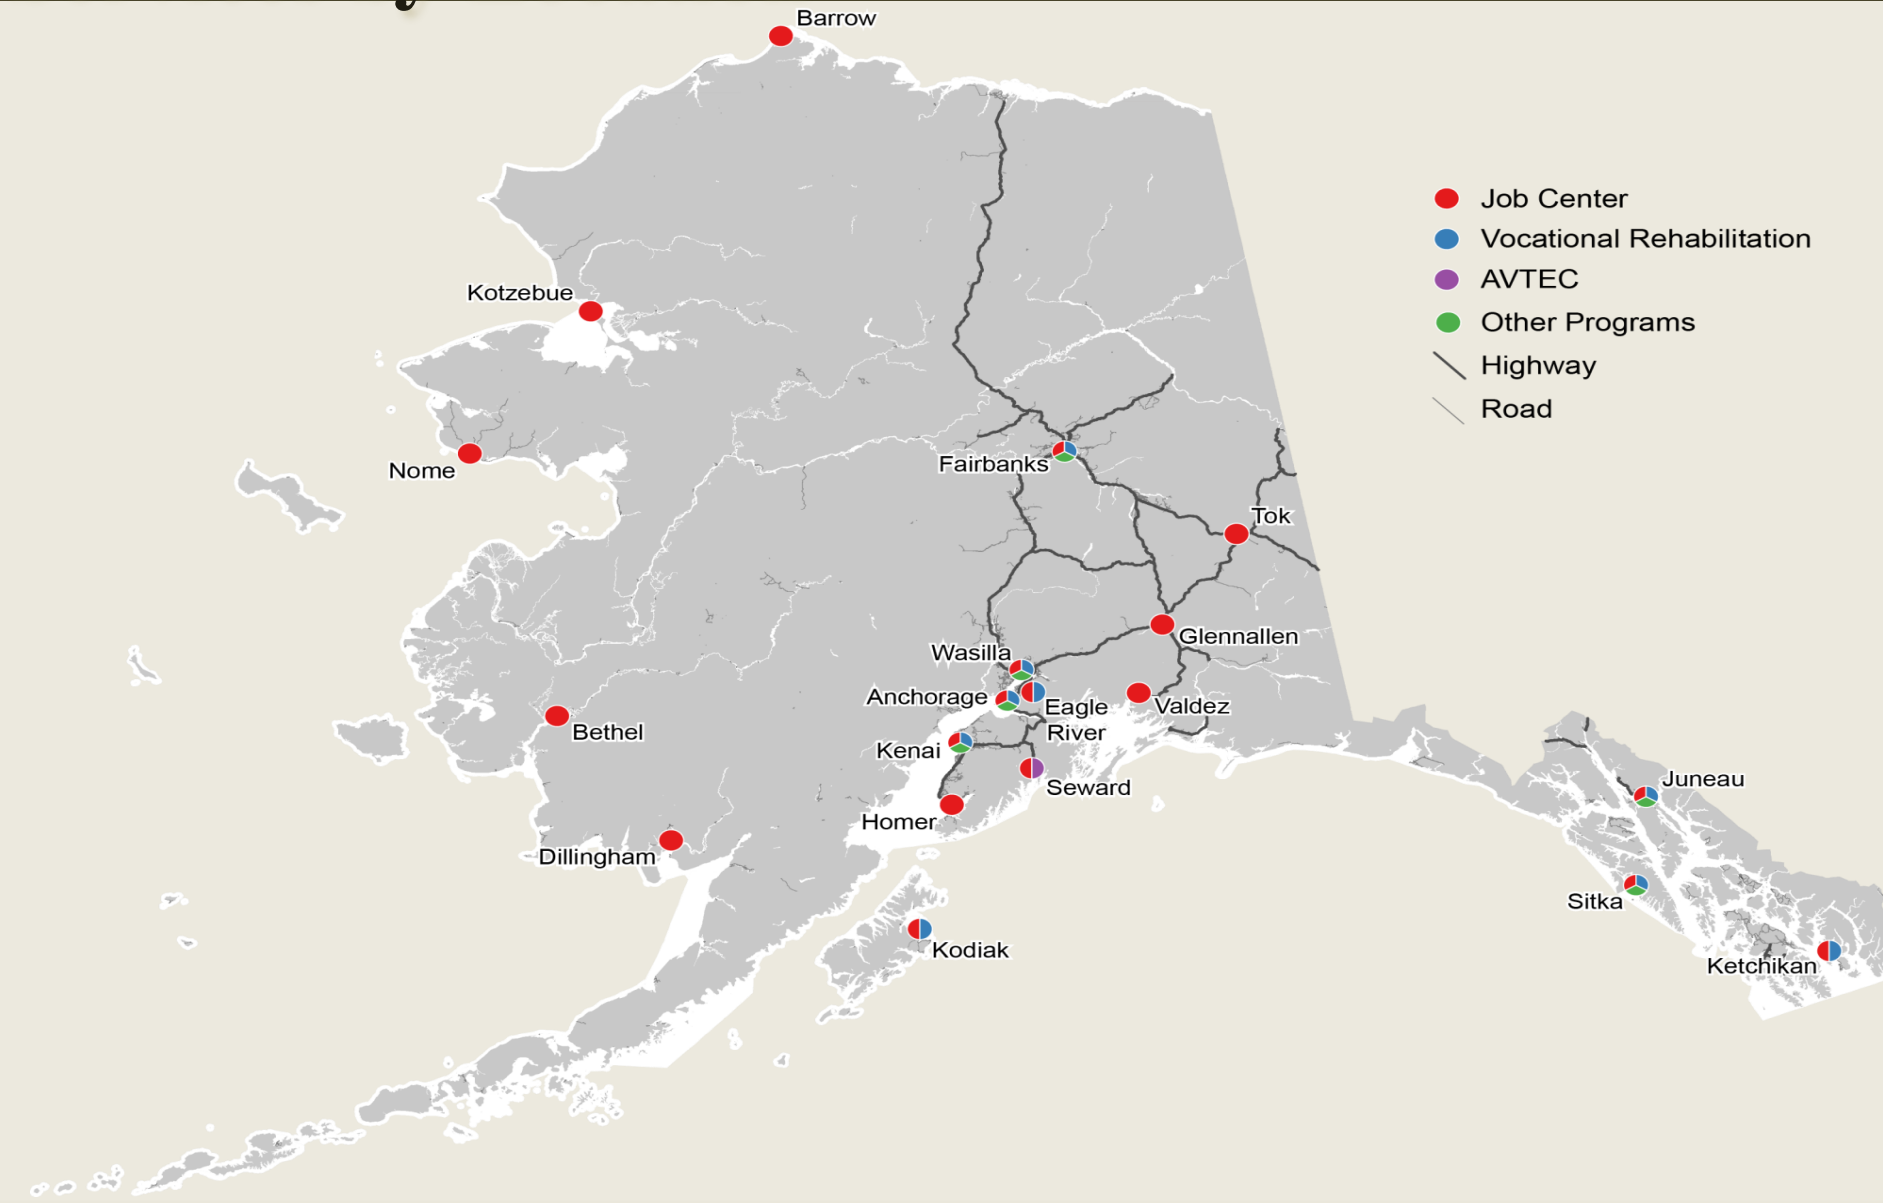 Barrow
Job Center
Vocational Rehabilitation
AVTEC
Other Programs
Highway
Road
Kotzebue
Nome
Fairbanks
Tok
Glennallen
Wasilla
Anchorage
Eagle
River
Valdez
Bethel
Kenai
Seward
Homer
Dillingham
Kodiak
Juneau
Sitka
Ketchikan